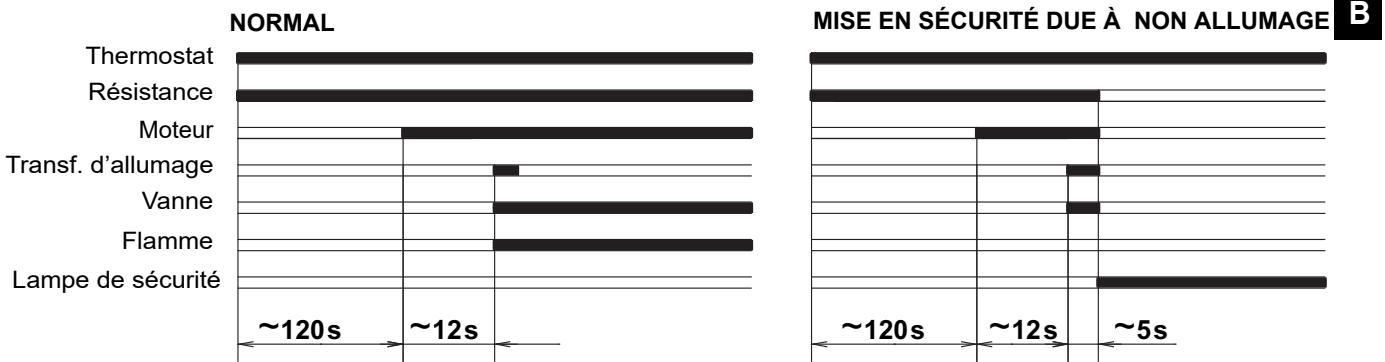 NORMAL
MISE EN SÉCURITÉ DUE À NON ALLUMAGE
B
Thermostat
Résistance
Moteur
Transf. d’allumage
Vanne
Flamme
Lampe de sécurité
~120s ~12s
~120s ~12s ~5s